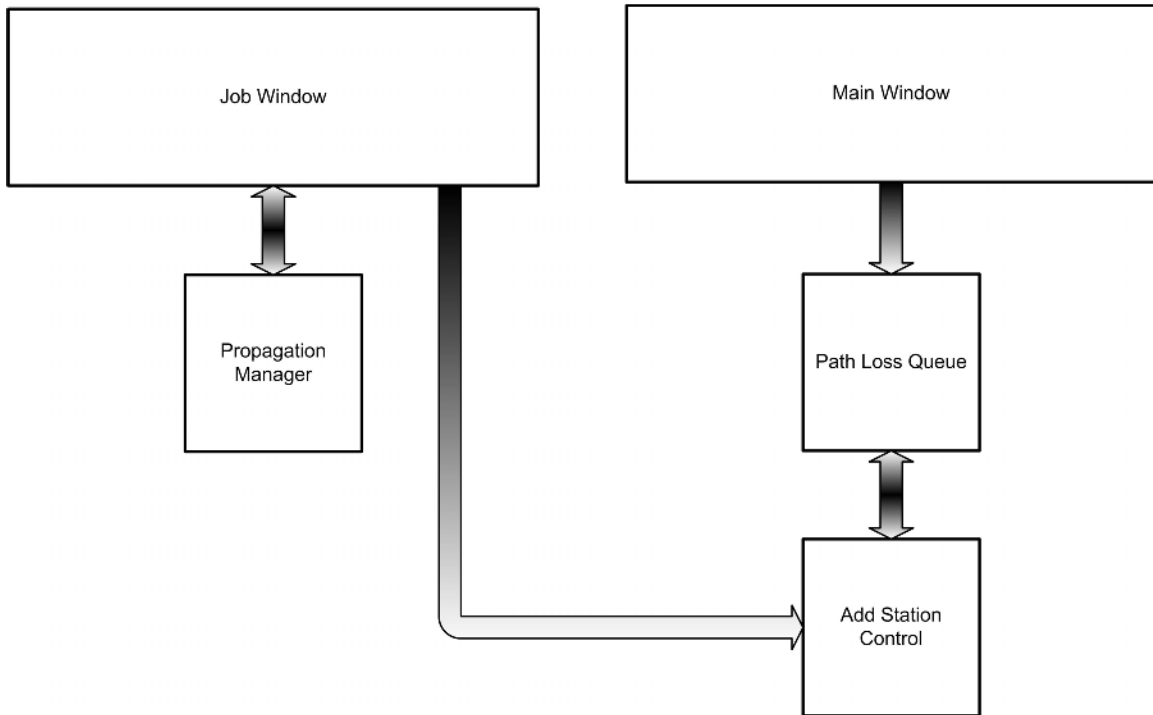 Job Window
Main Window
Propagation
Manager
Path Loss Queue
Add Station
Control